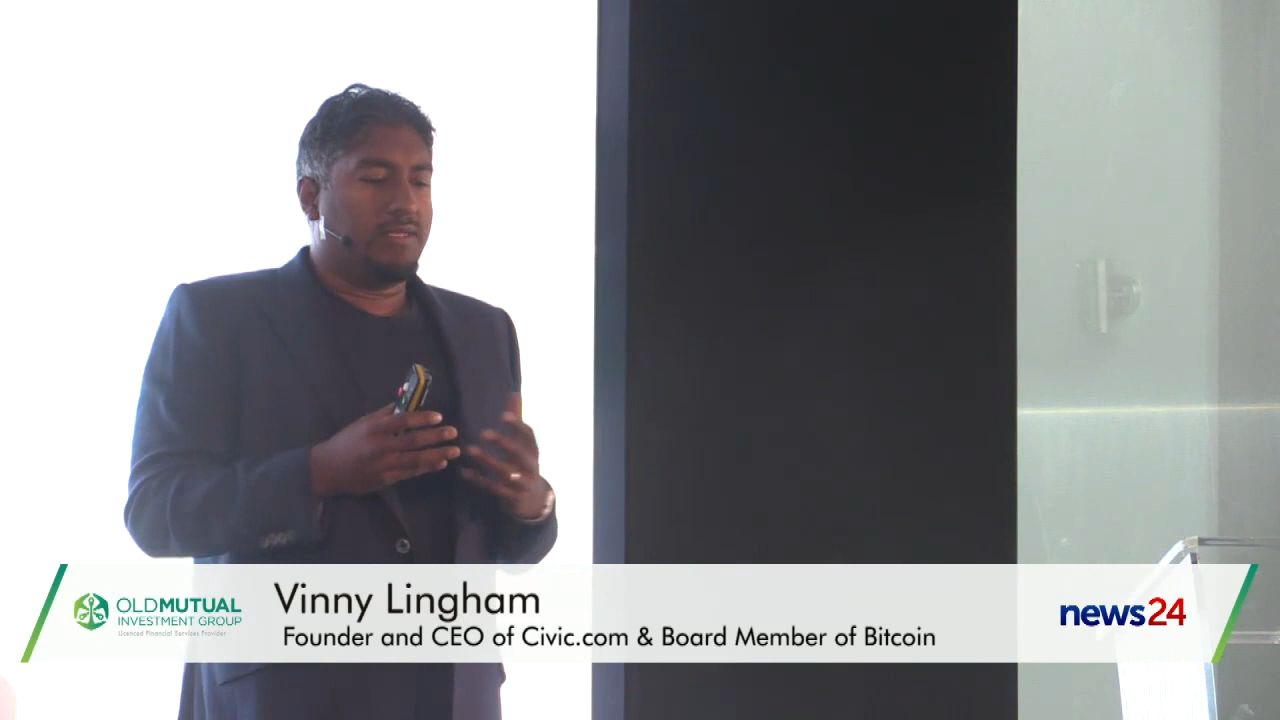 Vinny Lingham
Founder and CEO of Civic.com & Board Member of Bitcoin
OLDMUTUAL
INVESTMENT GROUP
Licenced Financial Services Provider
news24